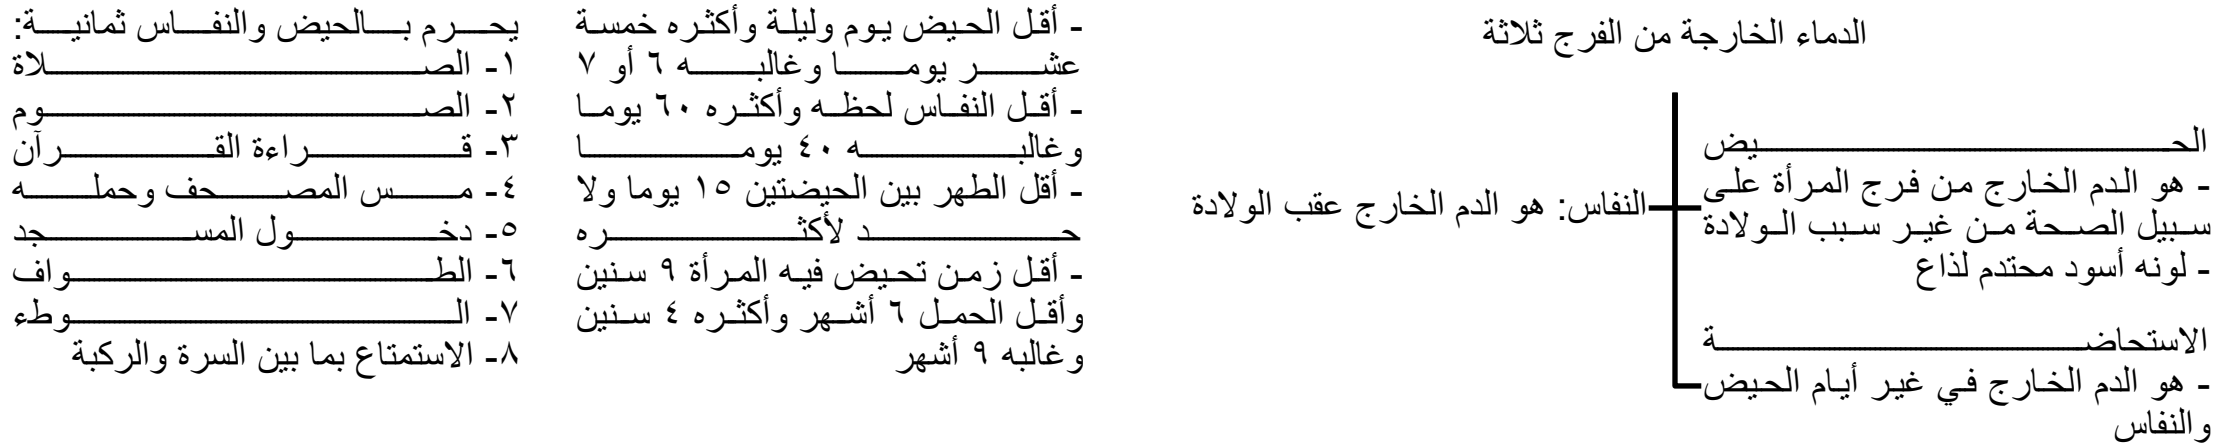 الدماء الخارجة من الفرج ثلاثة
الحيض
- هو الدم الخارج من فرج المرأة على
سبيل الصحة من غير سبب الولادة
- لونه أسود محتدم لذاع
النفاس: هو الدم الخارج عقب الولادة
الاستحاضة
- هو الدم الخارج في غير أيام الحيض
والنفاس
- أقل الحيض يوم وليلة وأكثره خمسة
عشر يوما وغالبه ٦ أو ٧
- أقل النفاس لحظه وأكثره ٦٠ يوما
وغالبه ٤٠ يوما
- أقل الطهر بين الحيضتين ١٥ يوما ولا
حد لأكثره
- أقل زمن تحيض فيه المرأة ٩ سنين
وأقل الحمل ٦ أشهر وأكثره ٤ سنين
وغالبه ٩ أشهر
يحرم بالحيض والنفاس ثمانية:
١- الصلاة
٢- الصوم
٣- قراءة القرآن
٤- مس المصحف وحمله
٥- دخول المسجد
٦- الطواف
٧- الوطء
٨- الاستمتاع بما بين السرة والركبة